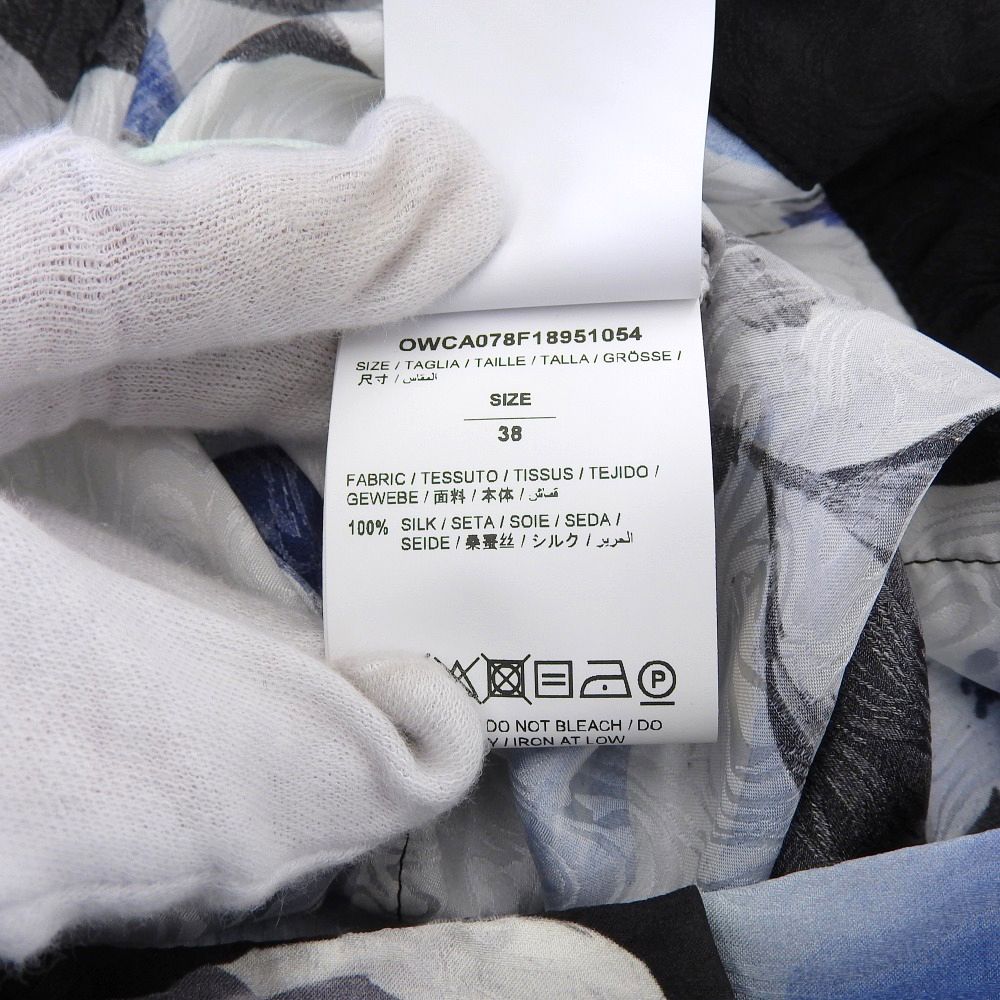 OWCA078F18951054
SIZE / TAGLIA / TAILLE / TALLA / GRÖSSE /
尺寸 / المقاس
SIZE
38
FABRIC / TESSUTO / TISSUS / TEJIDO /
GEWEBE / 面料 / 本体 / قماش
100% SILK / SETA / SOIE / SEDA /
SEIDE / 桑蚕丝 / シルク / الحرير
P
DO NOT BLEACH / DO
Y / IRON AT LOW